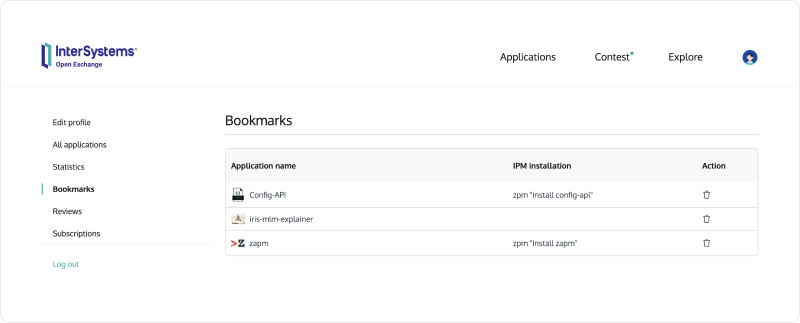 InterSystems®
Open Exchange
Applications Contest Explore
Edit profile
All applications
Statistics
Bookmarks
Reviews
Subscriptions
Log out
Bookmarks
Application name IPM installation Action
Config-API zpm "install config-api"
iris-mlm-explainer
>Z zapm zpm "install zapm"